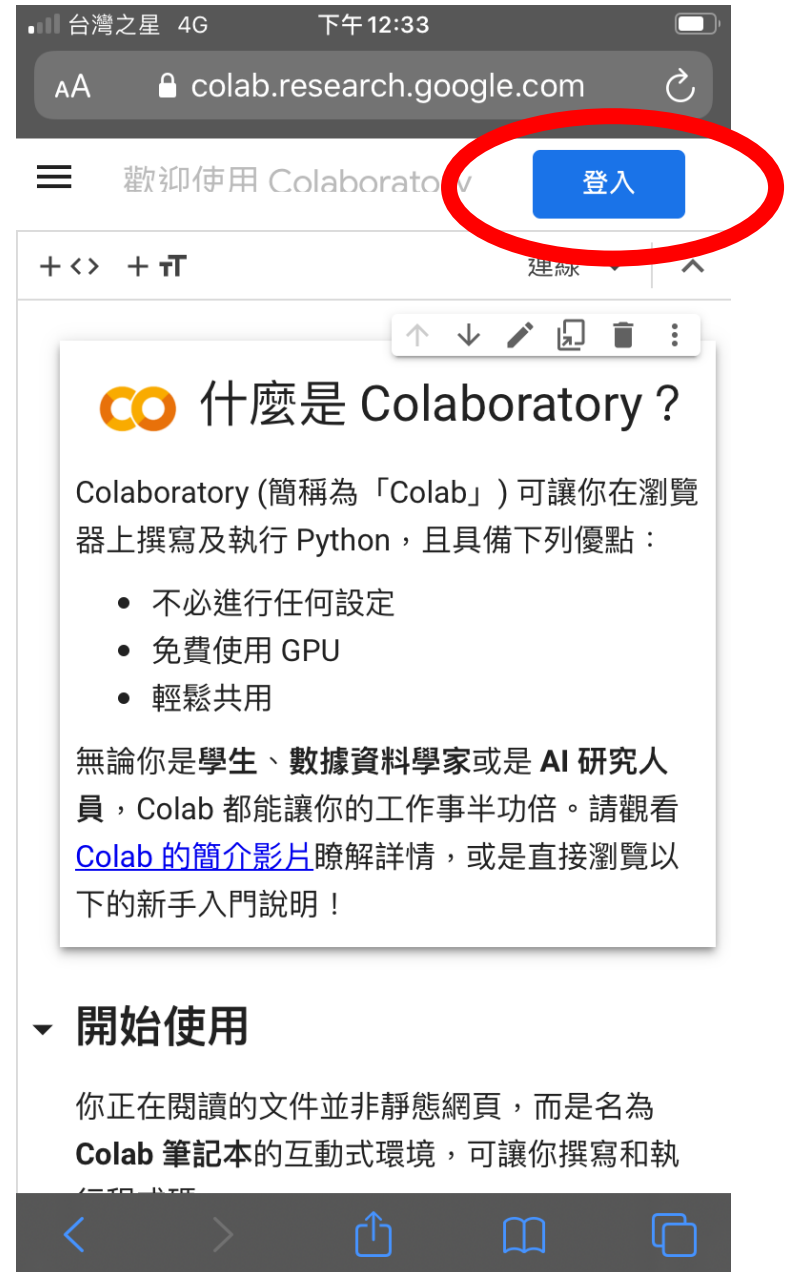 台灣之星 4G 下午12:33
AA colab.research.google.com
歡迎使用 Colaboratory 登入
+<> +TT 連線
CO 什麼是 Colaboratory？
Colaboratory (簡稱為「Colab」) 可讓你在瀏覽
器上撰寫及執行 Python，且具備下列優點：
• 不必進行任何設定
• 免費使用 GPU
• 輕鬆共用
無論你是學生、數據資料學家或是 AI 研究人
員，Colab 都能讓你的工作事半功倍。請觀看
Colab 的簡介影片瞭解詳情，或是直接瀏覽以
下的新手入門說明！
開始使用
你正在閱讀的文件並非靜態網頁，而是名為
Colab 筆記本的互動式環境，可讓你撰寫和執